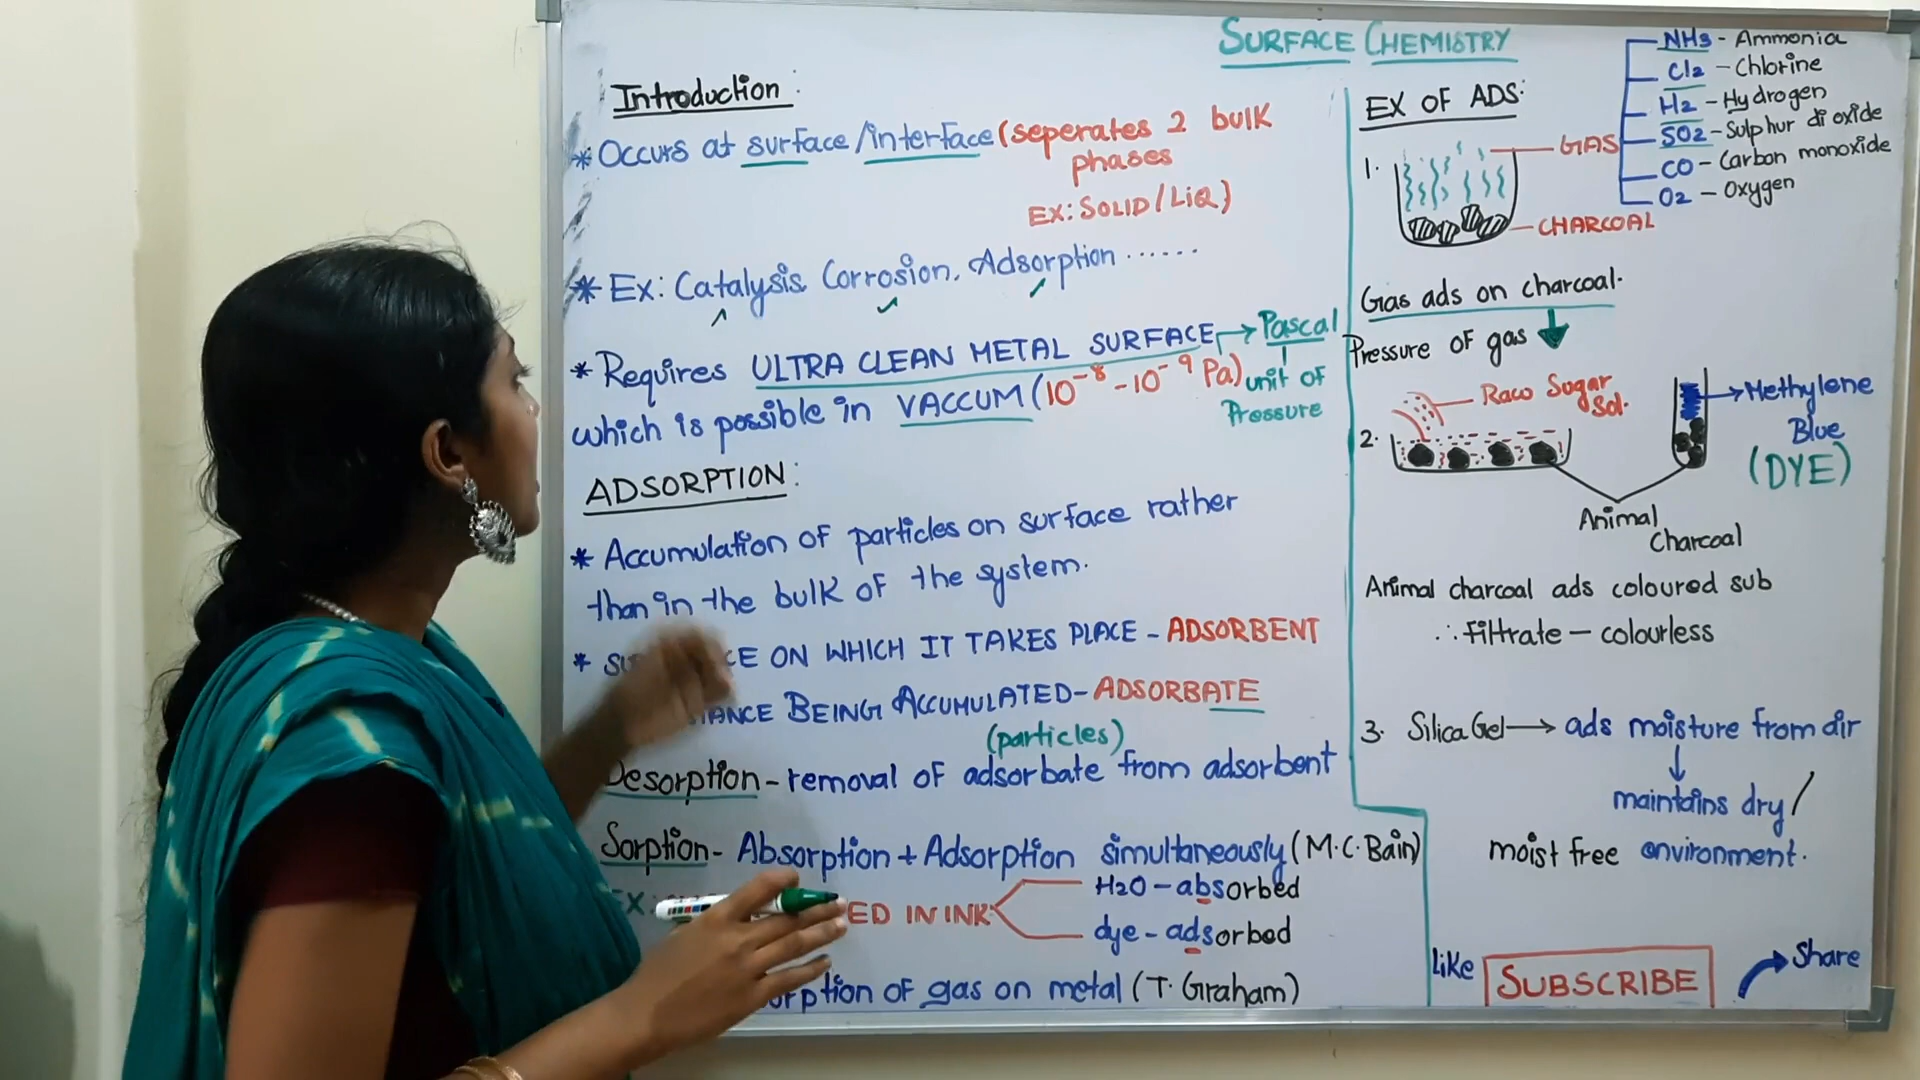 SURFACE CHEMISTRY
Introduction:
* Occurs at surface/interface (seperates 2 bulk
phases
EX: SOLID/LIQ)
* Ex: Catalysis, Corrosion, Adsorption ......
* Requires ULTRA CLEAN METAL SURFACE → Pascal
which is possible in VACCUM (10⁻⁸ - 10⁻⁹ Pa) unit of
Pressure
ADSORPTION:
* Accumulation of particles on surface rather
than in the bulk of the system.
* ON WHICH IT TAKES PLACE - ADSORBENT
BEING ACCUMULATED - ADSORBATE
(particles)
Desorption - removal of adsorbate from adsorbent
Sorption - Absorption + Adsorption simultaneously (M.C.Bain)
EX: IN INK
H2O - absorbed
dye - adsorbed
of gas on metal (T. Graham)
EX OF ADS:
1.
GAS
NH3 - Ammonia
Cl2 - Chlorine
H2 - Hydrogen
SO2 - Sulphur di oxide
CO - Carbon monoxide
O2 - Oxygen
CHARCOAL
Gas ads on charcoal.
Pressure of gas ↓
2.
Raw Sugar
Sol.
→ Methylene
Blue
(DYE)
Animal
Charcoal
Animal charcoal ads coloured sub
∴ Filtrate - colourless
3. Silica Gel → ads moisture from air
↓
maintains dry /
moist free environment.
Like SUBSCRIBE Share